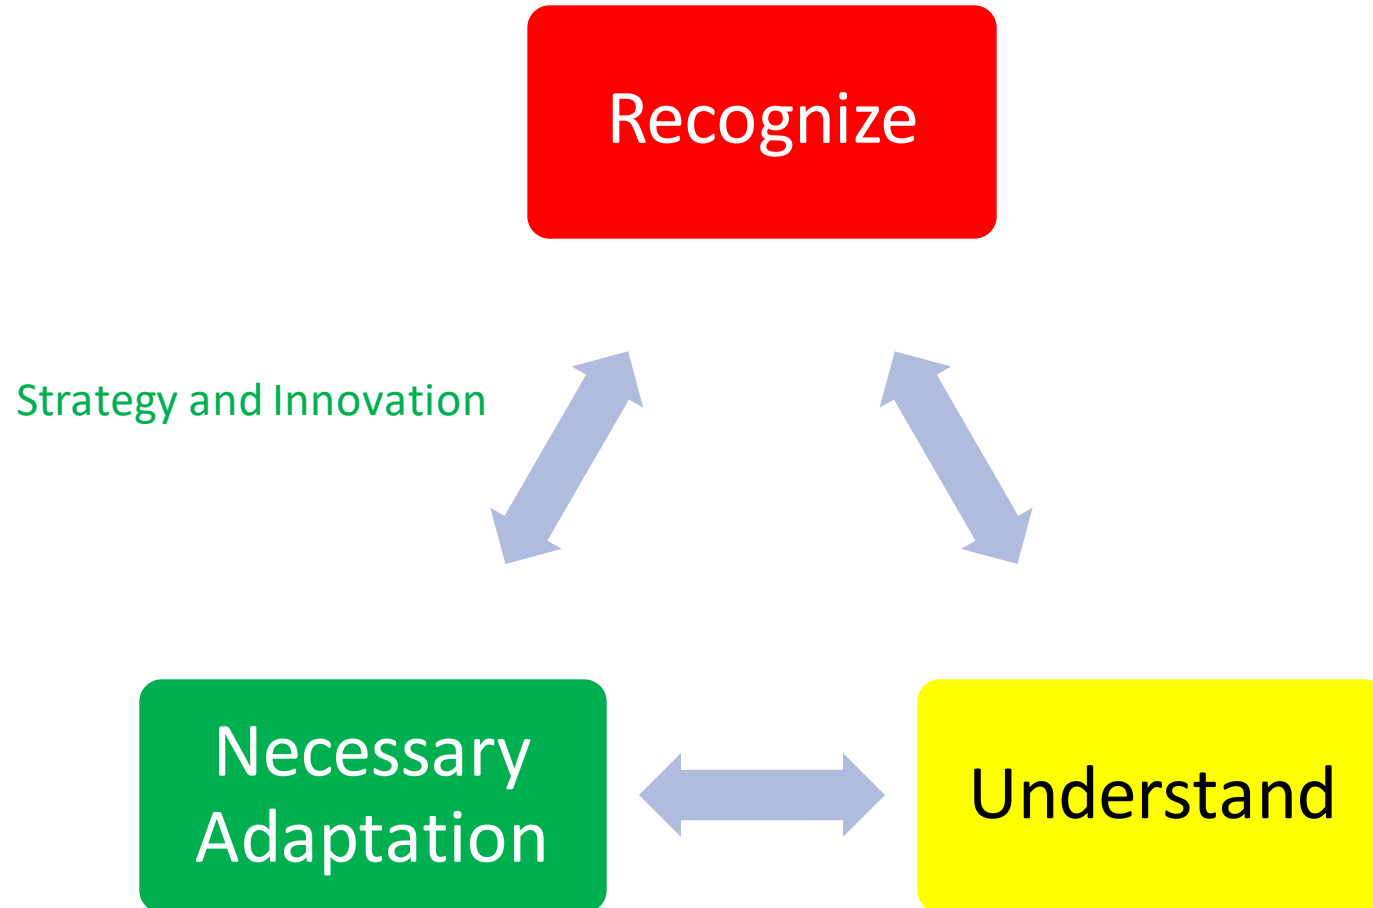 Recognize
Strategy and Innovation
Necessary
Adaptation
Understand